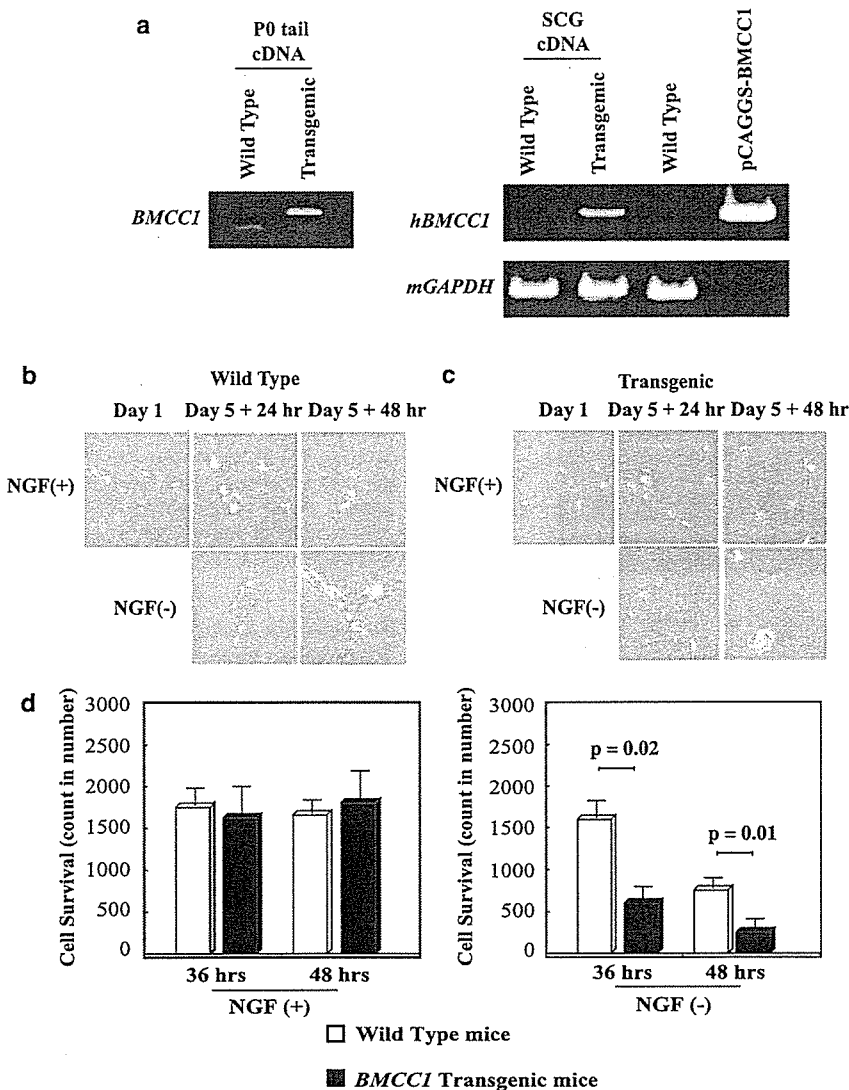 a
P0 tail
cDNA
Wild Type
Transgemic
BMCC1
SCG
cDNA
Wild Type
Transgemic
Wild Type
pCAGGS-BMCC1
hBMCC1
mGAPDH
b
Wild Type
Day 1 Day 5 + 24 hr Day 5 + 48 hr
NGF(+)
NGF(-)
c
Transgenic
Day 1 Day 5 + 24 hr Day 5 + 48 hr
NGF(+)
NGF(-)
d
Cell Survival (count in number)
3000
2500
2000
1500
1000
500
0
36 hrs 48 hrs
NGF (+)
Cell Survival (count in number)
3000
2500
2000
1500
1000
500
0
p = 0.02
p = 0.01
36 hrs 48 hrs
NGF (-)
Wild Type mice
BMCC1 Transgenic mice